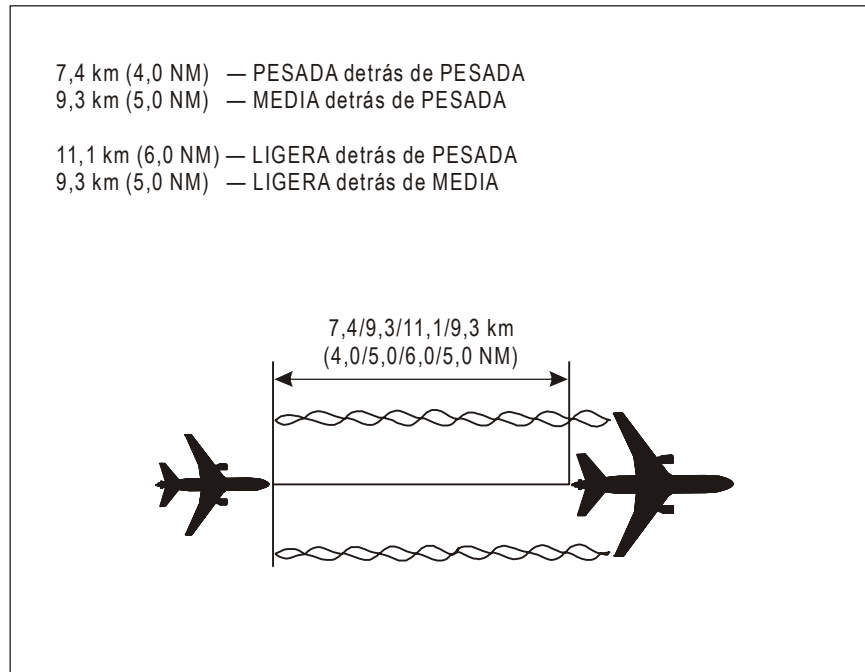 7,4 km (4,0 NM) — PESADA detrás de PESADA
9,3 km (5,0 NM) — MEDIA detrás de PESADA
11,1 km (6,0 NM) — LIGERA detrás de PESADA
9,3 km (5,0 NM) — LIGERA detrás de MEDIA
7,4/9,3/11,1/9,3 km
(4,0/5,0/6,0/5,0 NM)